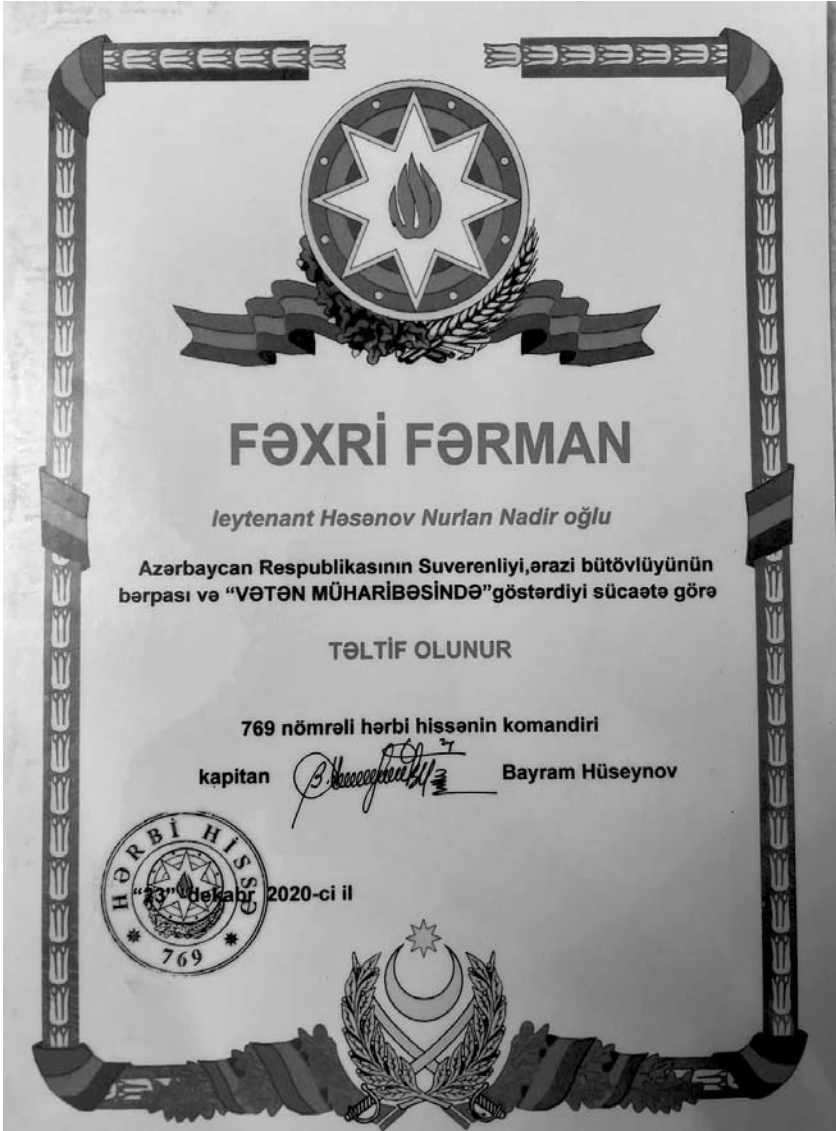 FƏXRİ FƏRMAN
leytenant Həsənov Nurlan Nadir oğlu
Azərbaycan Respublikasının Suverenliyi,ərazi bütövlüyünün
bərpası və “VƏTƏN MÜHARİBƏSİNDƏ”göstərdiyi sücaətə görə
TƏLTİF OLUNUR
769 nömrəli hərbi hissənin komandiri
kapitan Bayram Hüseynov
HƏRBİ HİSSƏ
“23” dekabr 2020-ci il
769